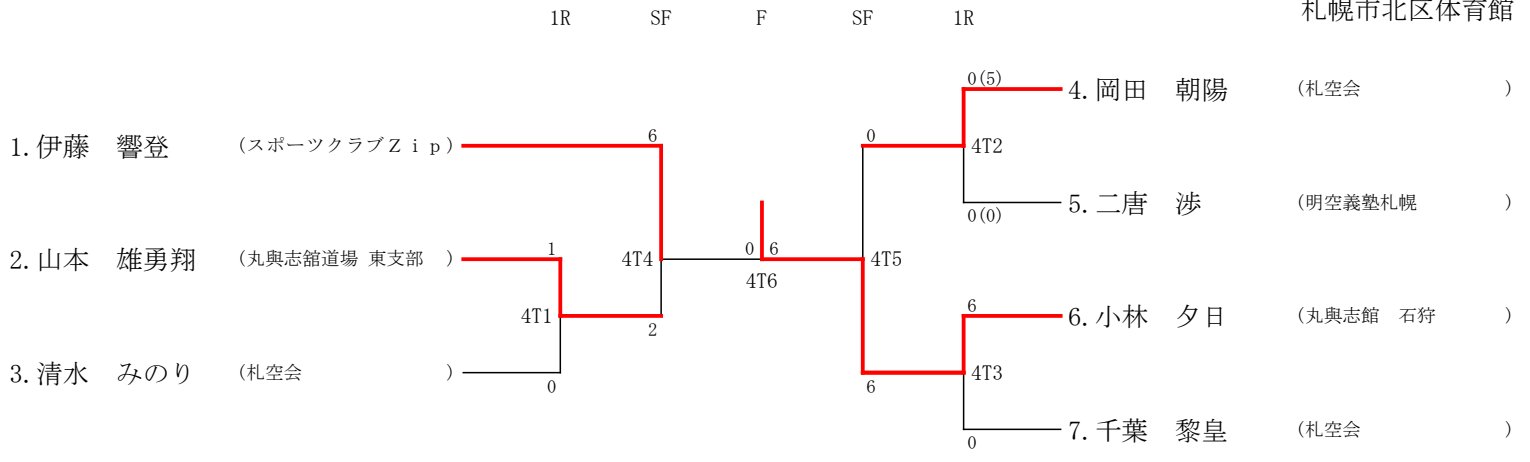 札幌市北区体育館
1R SF F SF 1R
0(5)
4.岡田 朝陽 (札空会 )
1.伊藤 響登 (スポーツクラブZip) 6 0 4T2
5.二唐 渉 (明空義塾札幌 )
0(0)
2.山本 雄勇翔 (丸興志舘道場 東支部 ) 1 4T4 0 6 4T5
4T6
4T1 2 6 6.小林 夕日 (丸興志館 石狩 )
3.清水 みのり (札空会 ) 0 6 4T3
7.千葉 黎皇 (札空会 )
0